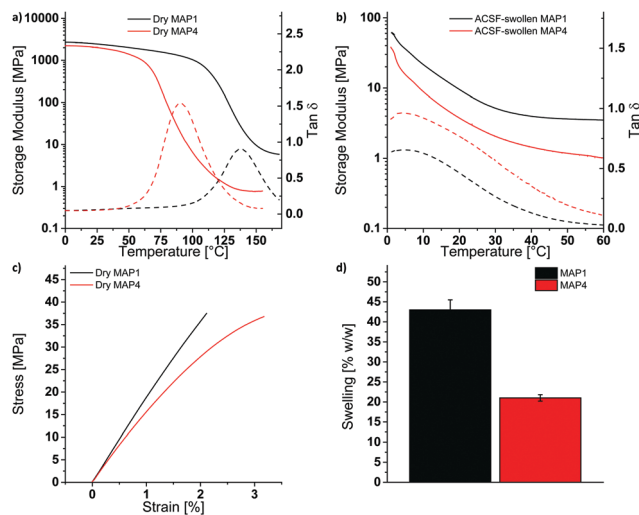 a)
Dry MAP1
Dry MAP4
Storage Modulus [MPa]
10000
1000
100
10
1
0.1
2.5
2.0
1.5
1.0
0.5
0.0
Tan δ
0 25 50 75 100 125 150
Temperature [°C]
b)
ACSF-swollen MAP1
ACSF-swollen MAP4
Storage Modulus [MPa]
100
10
1
0.1
1.5
1.0
0.5
0.0
Tan δ
0 10 20 30 40 50 60
Temperature [°C]
c)
Dry MAP1
Dry MAP4
Stress [MPa]
45
40
35
30
25
20
15
10
5
0
0 1 2 3
Strain [%]
d)
MAP1
MAP4
Swelling [% w/w]
50
45
40
35
30
25
20
15
10
5
0